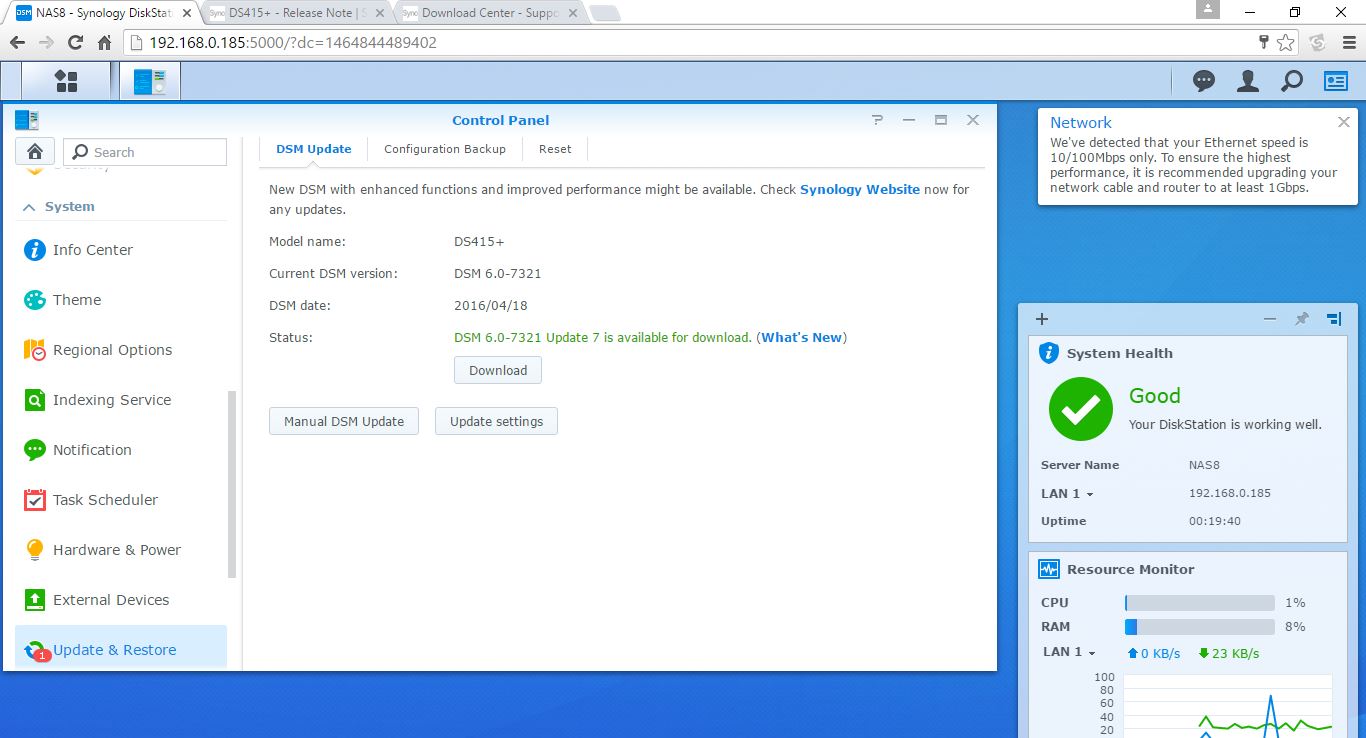 NAS8 - Synology DiskStat
DS415+ - Release Note | S
Download Center - Suppo
192.168.0.185:5000/?dc=1464844489402
Control Panel
Search
Security
System
Info Center
Theme
Regional Options
Indexing Service
Notification
Task Scheduler
Hardware & Power
External Devices
1
Update & Restore
DSM Update
Configuration Backup
Reset
New DSM with enhanced functions and improved performance might be available. Check Synology Website now for
any updates.
Model name: DS415+
Current DSM version: DSM 6.0-7321
DSM date: 2016/04/18
Status: DSM 6.0-7321 Update 7 is available for download. (What's New)
Download
Manual DSM Update
Update settings
Network
We've detected that your Ethernet speed is
10/100Mbps only. To ensure the highest
performance, it is recommended upgrading your
network cable and router to at least 1Gbps.
System Health
Good
Your DiskStation is working well.
Server Name NAS8
LAN 1 192.168.0.185
Uptime 00:19:40
Resource Monitor
CPU 1%
RAM 8%
LAN 1 0 KB/s 23 KB/s
100
80
60
40
20